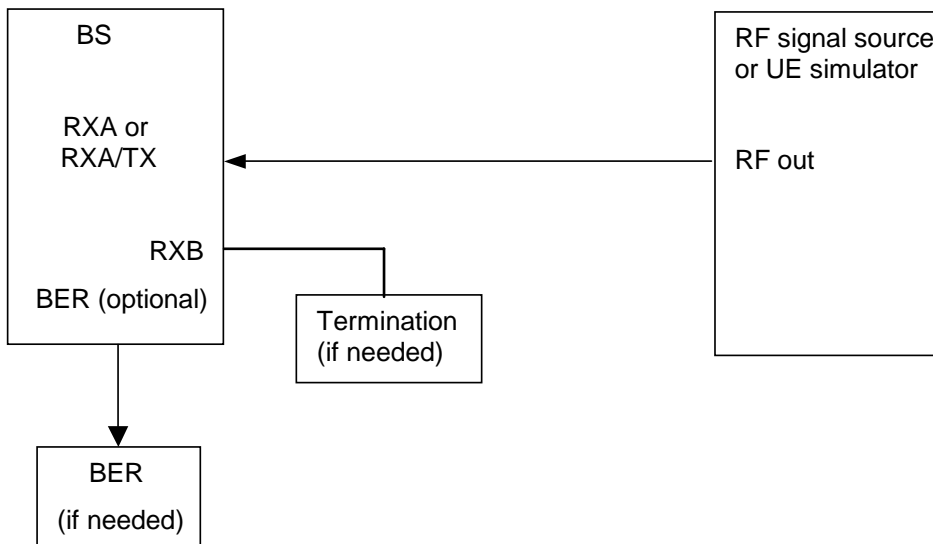 BS
RXA or
RXA/TX
RXB
BER (optional)
Termination
(if needed)
BER
(if needed)
RF signal source
or UE simulator
RF out